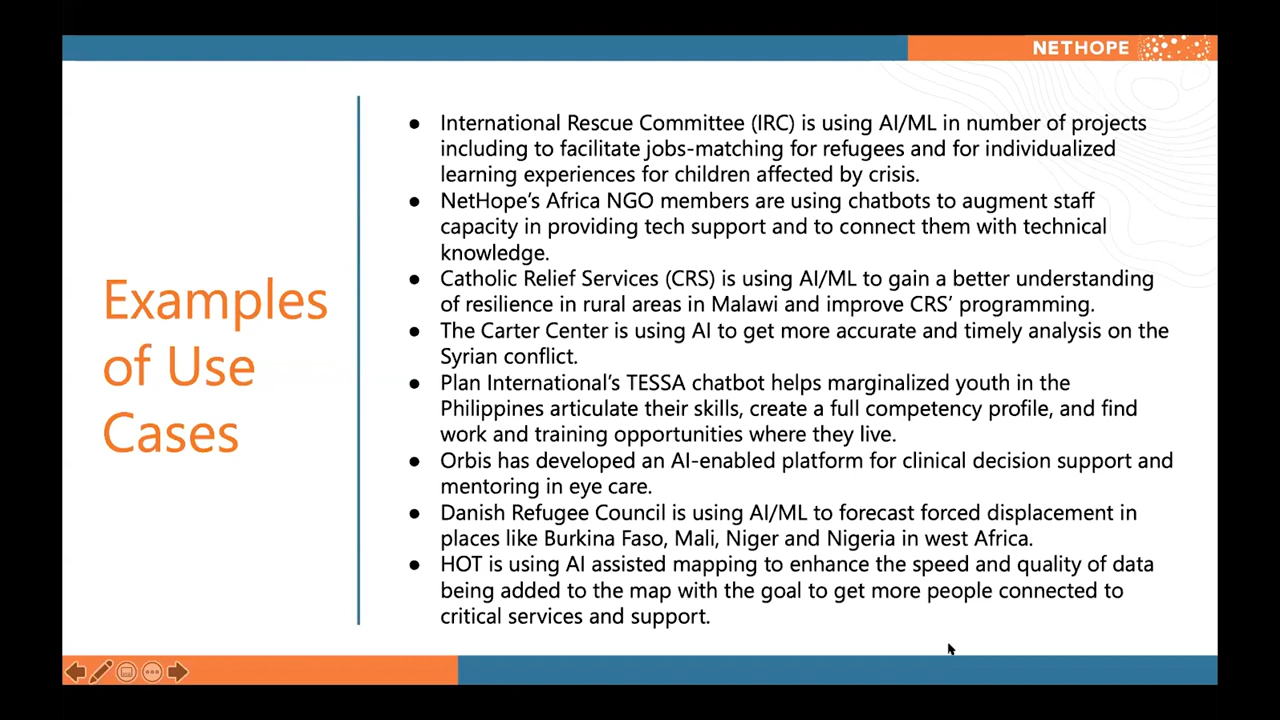 NETHOPE
Examples
of Use
Cases
● International Rescue Committee (IRC) is using AI/ML in number of projects
including to facilitate jobs-matching for refugees and for individualized
learning experiences for children affected by crisis.
● NetHope’s Africa NGO members are using chatbots to augment staff
capacity in providing tech support and to connect them with technical
knowledge.
● Catholic Relief Services (CRS) is using AI/ML to gain a better understanding
of resilience in rural areas in Malawi and improve CRS’ programming.
● The Carter Center is using AI to get more accurate and timely analysis on the
Syrian conflict.
● Plan International’s TESSA chatbot helps marginalized youth in the
Philippines articulate their skills, create a full competency profile, and find
work and training opportunities where they live.
● Orbis has developed an AI-enabled platform for clinical decision support and
mentoring in eye care.
● Danish Refugee Council is using AI/ML to forecast forced displacement in
places like Burkina Faso, Mali, Niger and Nigeria in west Africa.
● HOT is using AI assisted mapping to enhance the speed and quality of data
being added to the map with the goal to get more people connected to
critical services and support.